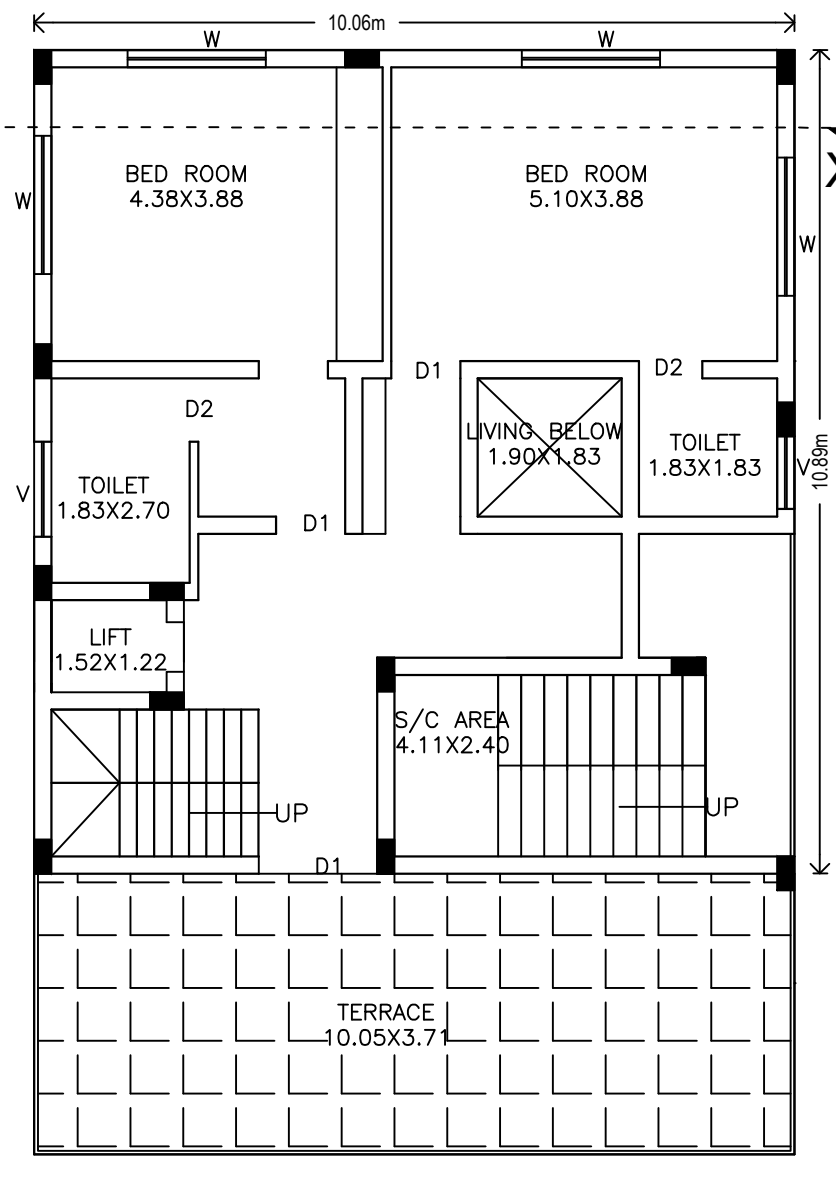 10.06m
W
W
BED ROOM
4.38X3.88
BED ROOM
5.10X3.88
X
W
W
D1
D2
D2
LIVING BELOW
1.90X1.83
TOILET
1.83X1.83
V
10.89m
TOILET
1.83X2.70
V
D1
LIFT
1.52X1.22
S/C AREA
4.11X2.40
UP
UP
D1
TERRACE
10.05X3.71